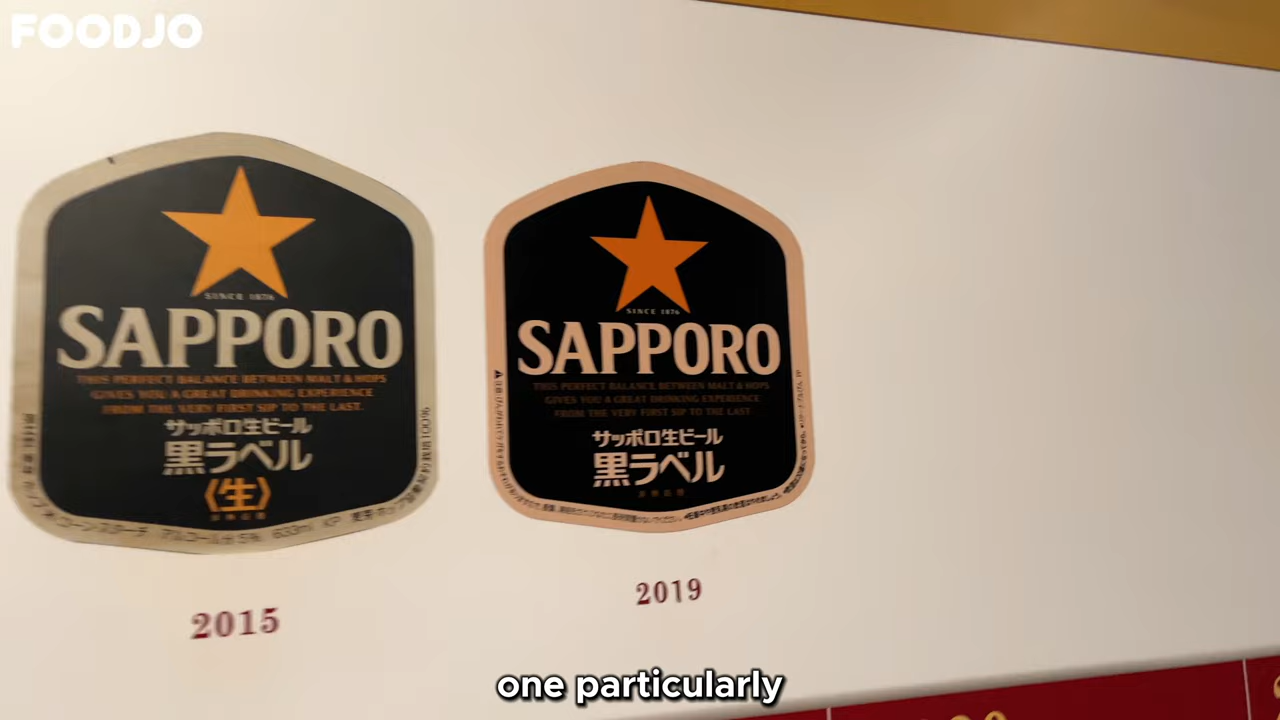 FOODJO
SINCE 1876
SAPPORO
THIS PERFECT BALANCE BETWEEN MALT & HOPS
GIVES YOU A GREAT DRINKING EXPERIENCE
FROM THE VERY FIRST SIP TO THE LAST.
サッポロ生ビール
黒ラベル
〈生〉
2015
SINCE 1876
SAPPORO
THIS PERFECT BALANCE BETWEEN MALT & HOPS
GIVES YOU A GREAT DRINKING EXPERIENCE
FROM THE VERY FIRST SIP TO THE LAST
サッポロ生ビール
黒ラベル
2019
one particularly